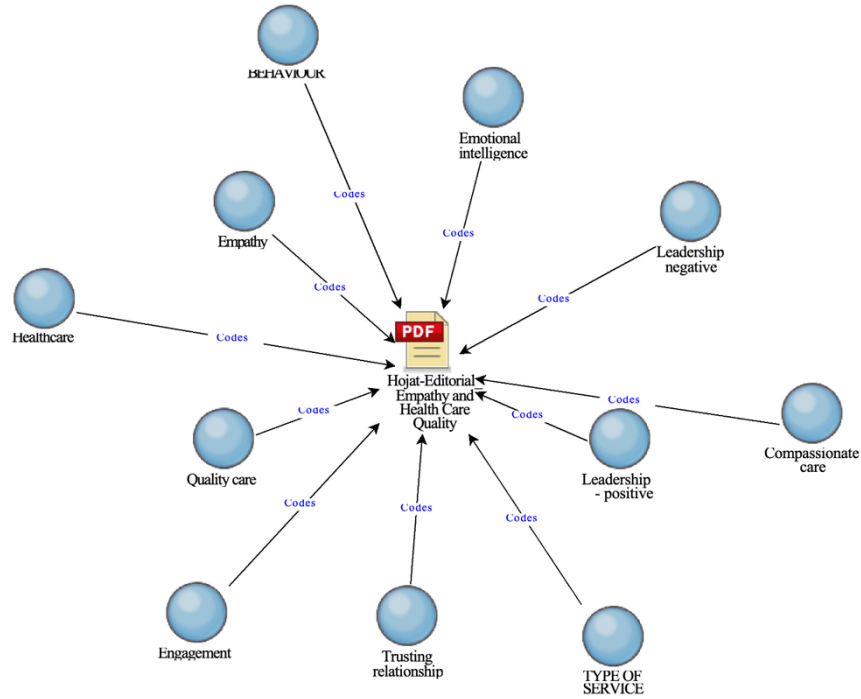 BEHAVIOUR
Emotional
intelligence
Codes
Codes
Empathy
Leadership
negative
Codes
Codes
Healthcare
Codes
PDF
Hojat-Editorial_
Empathy and
Health Care
Quality
Codes
Codes
Codes
Quality care
Leadership
- positive
Compassionate
care
Codes
Codes
Codes
Engagement
Trusting
relationship
TYPE OF
SERVICE